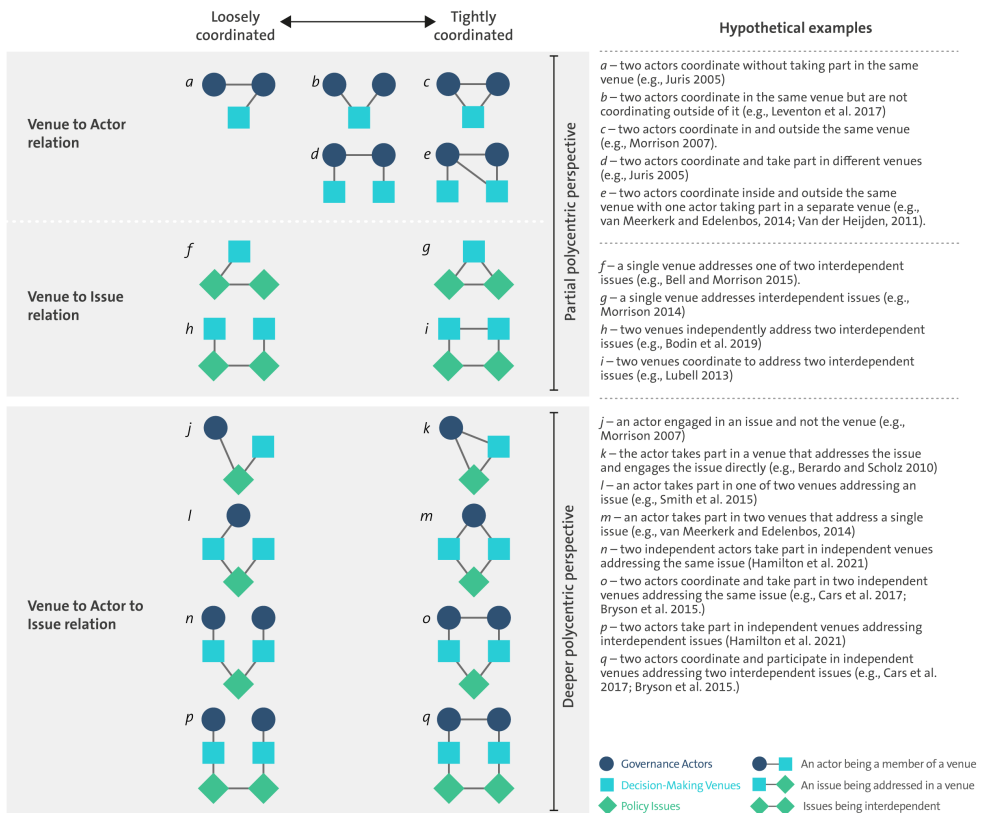 Loosely
coordinated
Tightly
coordinated
Hypothetical examples
Venue to Actor
relation
a
b
c
d
e
Partial polycentric perspective
a – two actors coordinate without taking part in the same
venue (e.g., Juris 2005)
b – two actors coordinate in the same venue but are not
coordinating outside of it (e.g., Leventon et al. 2017)
c – two actors coordinate in and outside the same venue
(e.g., Morrison 2007).
d – two actors coordinate and take part in different venues
(e.g., Juris 2005)
e – two actors coordinate inside and outside the same
venue with one actor taking part in a separate venue (e.g.,
van Meerkerk and Edelenbos, 2014; Van der Heijden, 2011).
Venue to Issue
relation
f
g
h
i
f – a single venue addresses one of two interdependent
issues (e.g., Bell and Morrison 2015).
g – a single venue addresses interdependent issues (e.g.,
Morrison 2014)
h – two venues independently address two interdependent
issues (e.g., Bodin et al. 2019)
i – two venues coordinate to address two interdependent
issues (e.g., Lubell 2013)
Venue to Actor to
Issue relation
j
k
l
m
n
o
p
q
Deeper polycentric perspective
j – an actor engaged in an issue and not the venue (e.g.,
Morrison 2007)
k – the actor takes part in a venue that addresses the issue
and engages the issue directly (e.g., Berardo and Scholz 2010)
l – an actor takes part in one of two venues addressing an
issue (e.g., Smith et al. 2015)
m – an actor takes part in two venues that address a single
issue (e.g., van Meerkerk and Edelenbos, 2014)
n – two independent actors take part in independent venues
addressing the same issue (Hamilton et al. 2021)
o – two actors coordinate and take part in two independent
venues addressing the same issue (e.g., Cars et al. 2017;
Bryson et al. 2015.)
p – two actors take part in independent venues addressing
interdependent issues (Hamilton et al. 2021)
q – two actors coordinate and participate in independent
venues addressing two interdependent issues (e.g., Cars et al.
2017; Bryson et al. 2015.)
Governance Actors
An actor being a member of a venue
Decision-Making Venues
An issue being addressed in a venue
Policy Issues
Issues being interdependent